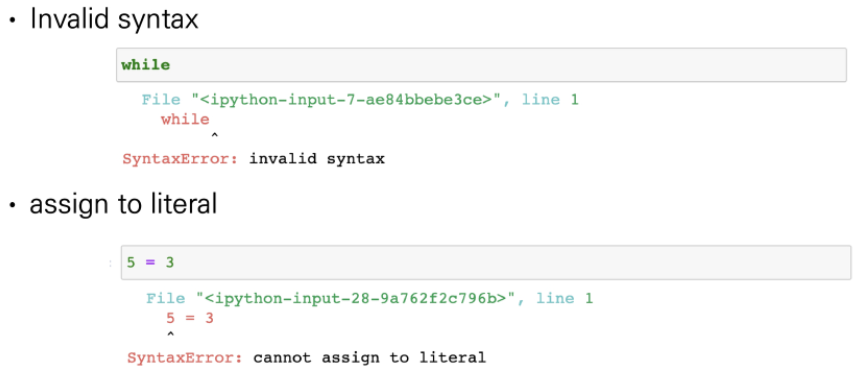 • Invalid syntax
while
File "<ipython-input-7-ae84bbebe3ce>", line 1
while
^
SyntaxError: invalid syntax
• assign to literal
5 = 3
File "<ipython-input-28-9a762f2c796b>", line 1
5 = 3
^
SyntaxError: cannot assign to literal